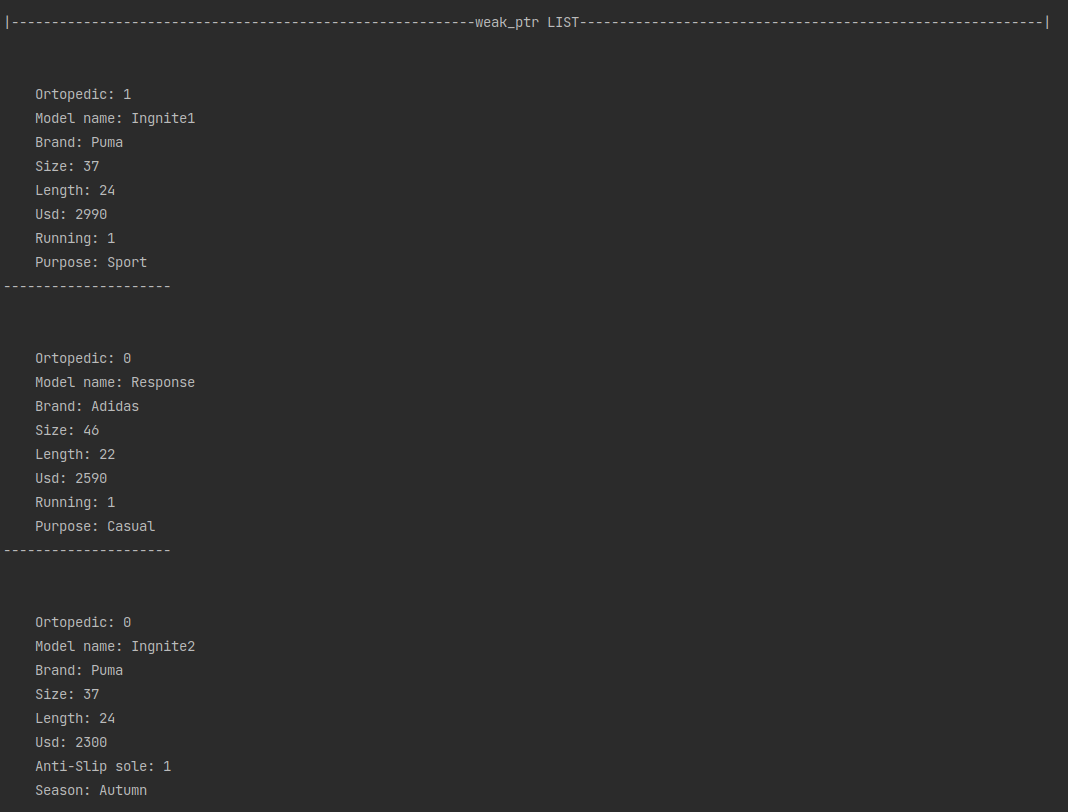 |----------------------------------------------------------weak_ptr LIST----------------------------------------------------------|
Ortopedic: 1
Model name: Ingnite1
Brand: Puma
Size: 37
Length: 24
Usd: 2990
Running: 1
Purpose: Sport
---------------------
Ortopedic: 0
Model name: Response
Brand: Adidas
Size: 46
Length: 22
Usd: 2590
Running: 1
Purpose: Casual
---------------------
Ortopedic: 0
Model name: Ingnite2
Brand: Puma
Size: 37
Length: 24
Usd: 2300
Anti-Slip sole: 1
Season: Autumn